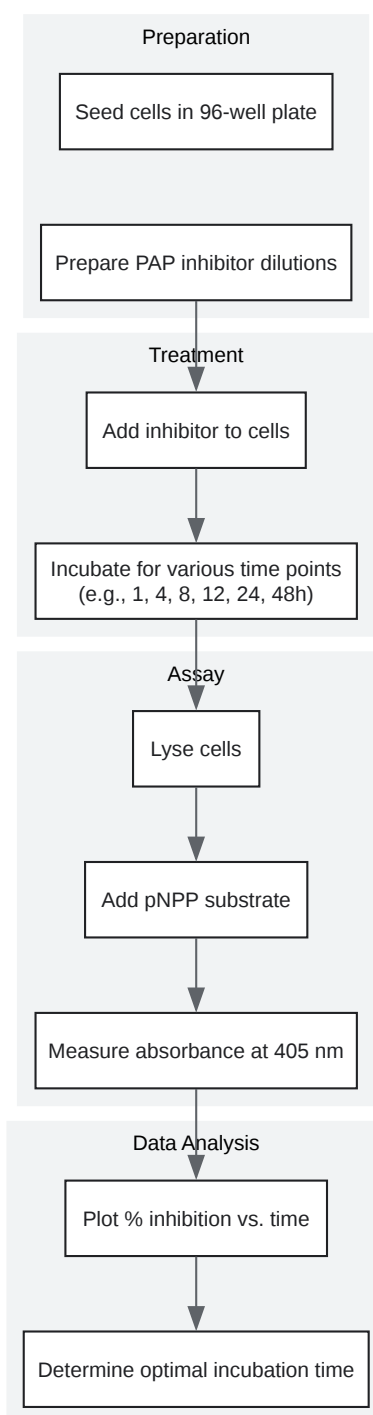 Preparation
Seed cells in 96-well plate
Prepare PAP inhibitor dilutions
Treatment
Add inhibitor to cells
Incubate for various time points
(e.g., 1, 4, 8, 12, 24, 48h)
Assay
Lyse cells
Add pNPP substrate
Measure absorbance at 405 nm
Data Analysis
Plot % inhibition vs. time
Determine optimal incubation time